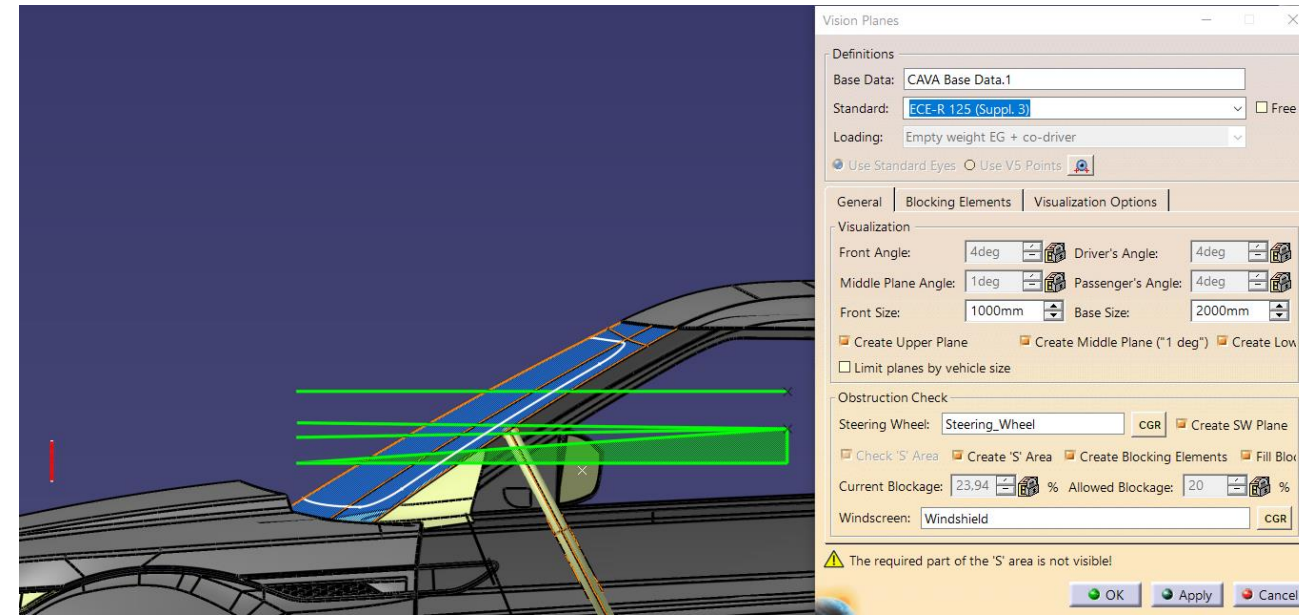 Vision Planes
Definitions
Base Data: CAVA Base Data.1
Standard: ECE-R 125 (Suppl. 3) Free
Loading: Empty weight EG + co-driver
Use Standard Eyes Use V5 Points
General Blocking Elements Visualization Options
Visualization
Front Angle: 4deg Driver's Angle: 4deg
Middle Plane Angle: 1deg Passenger's Angle: 4deg
Front Size: 1000mm Base Size: 2000mm
Create Upper Plane Create Middle Plane ("1 deg") Create Low
Limit planes by vehicle size
Obstruction Check
Steering Wheel: Steering_Wheel CGR Create SW Plane
Check 'S' Area Create 'S' Area Create Blocking Elements Fill Blo
Current Blockage: 23,94 % Allowed Blockage: 20 %
Windscreen: Windshield CGR
The required part of the 'S' area is not visible!
OK Apply Cancel